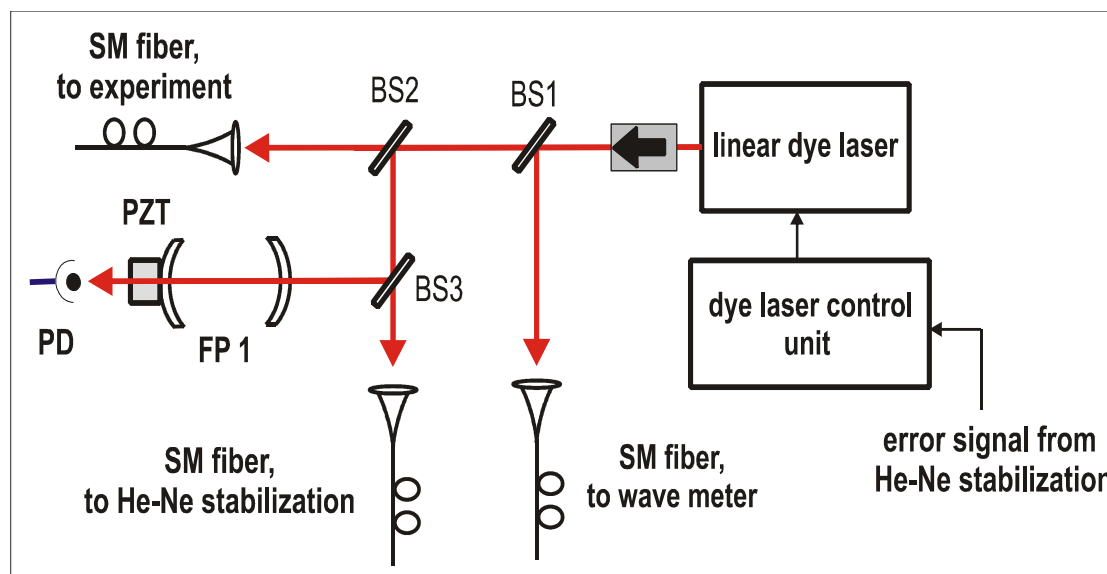 SM fiber,
to experiment
BS2
BS1
linear dye laser
PZT
BS3
PD
FP 1
dye laser control
unit
SM fiber,
to He-Ne stabilization
SM fiber,
to wave meter
error signal from
He-Ne stabilization